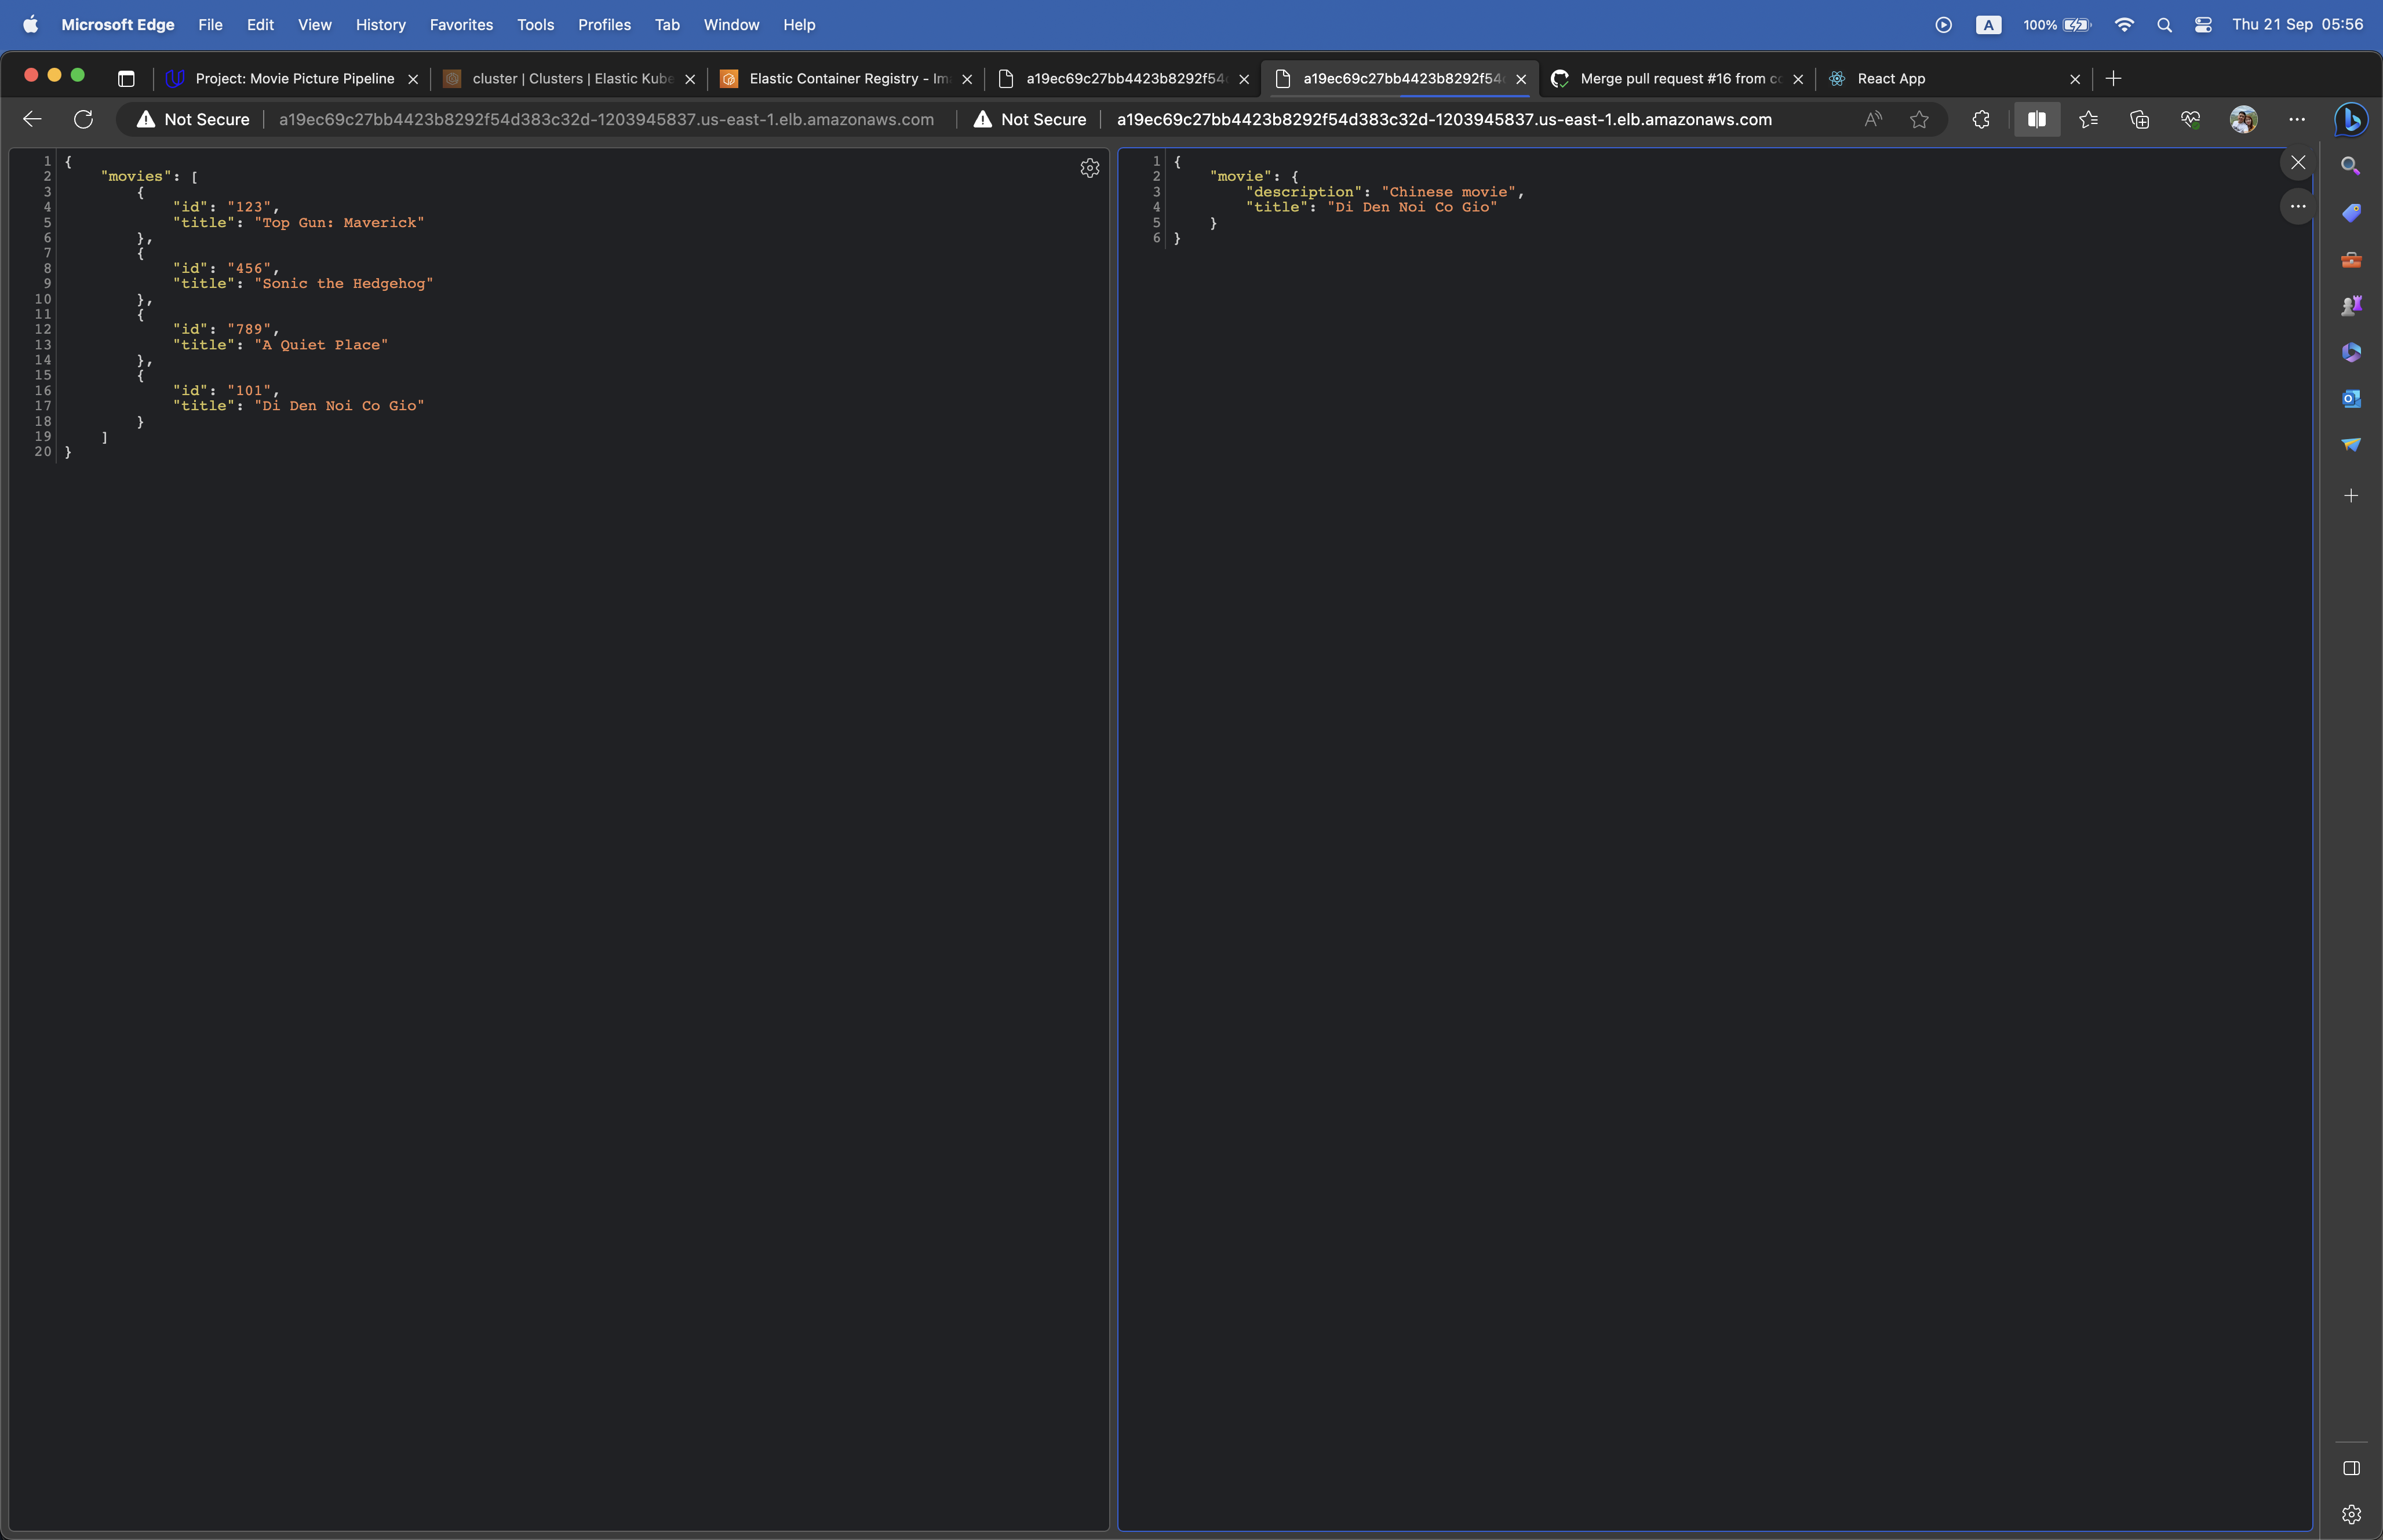 Microsoft Edge File Edit View History Favorites Tools Profiles Tab Window Help A 100% Thu 21 Sep 05:56
Project: Movie Picture Pipeline cluster | Clusters | Elastic Kube Elastic Container Registry - Im a19ec69c27bb4423b8292f54 a19ec69c27bb4423b8292f54 Merge pull request #16 from co React App
Not Secure a19ec69c27bb4423b8292f54d383c32d-1203945837.us-east-1.elb.amazonaws.com Not Secure a19ec69c27bb4423b8292f54d383c32d-1203945837.us-east-1.elb.amazonaws.com
1 {
2 "movies": [
3 {
4 "id": "123",
5 "title": "Top Gun: Maverick"
6 },
7 {
8 "id": "456",
9 "title": "Sonic the Hedgehog"
10 },
11 {
12 "id": "789",
13 "title": "A Quiet Place"
14 },
15 {
16 "id": "101",
17 "title": "Di Den Noi Co Gio"
18 }
19 ]
20 }
1 {
2 "movie": {
3 "description": "Chinese movie",
4 "title": "Di Den Noi Co Gio"
5 }
6 }